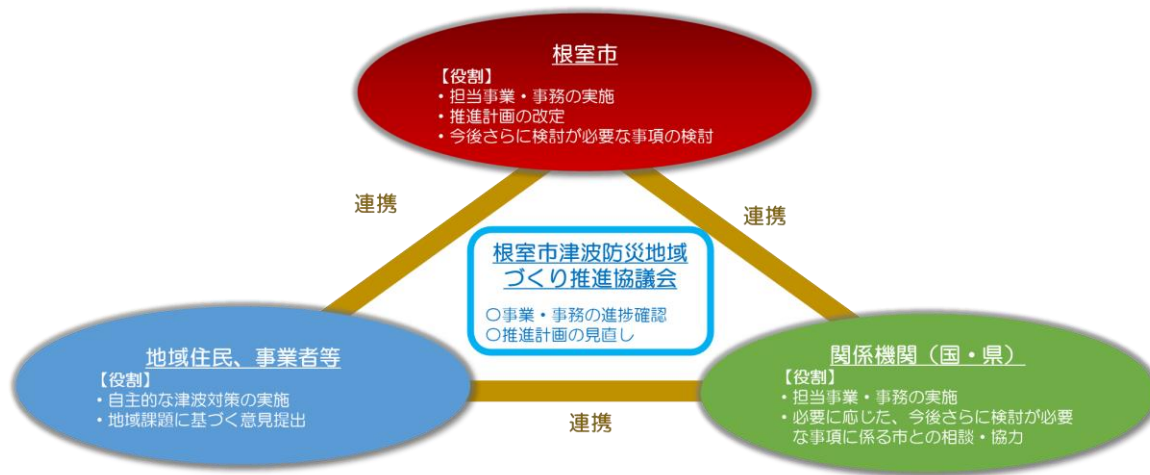 根室市
【役割】
・担当事業・事務の実施
・推進計画の改定
・今後さらに検討が必要な事項の検討
連携
連携
根室市津波防災地域
づくり推進協議会
○事業・事務の進捗確認
○推進計画の見直し
地域住民、事業者等
【役割】
・自主的な津波対策の実施
・地域課題に基づく意見提出
関係機関（国・県）
【役割】
・担当事業・事務の実施
・必要に応じた、今後さらに検討が必要
な事項に係る市との相談・協力
連携